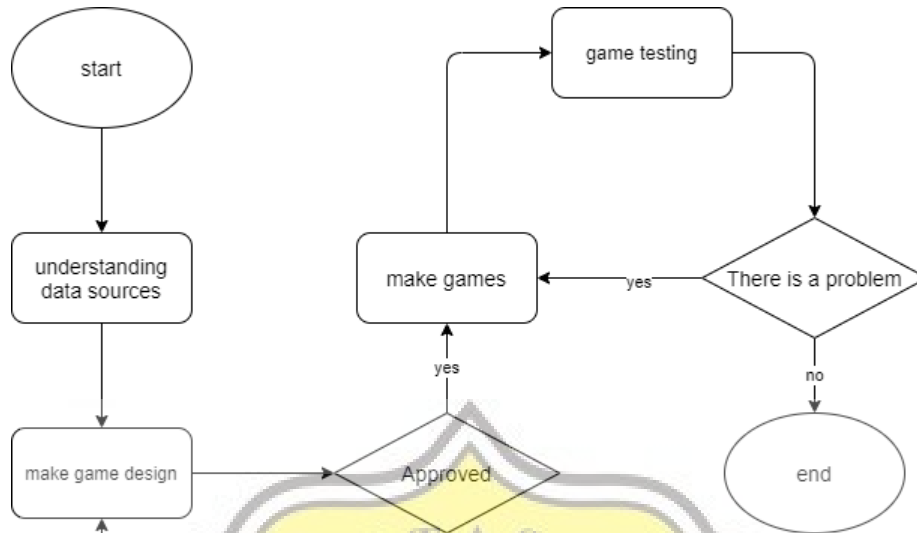 start
understanding
data sources
make game design
Approved
yes
make games
game testing
There is a problem
yes
no
end